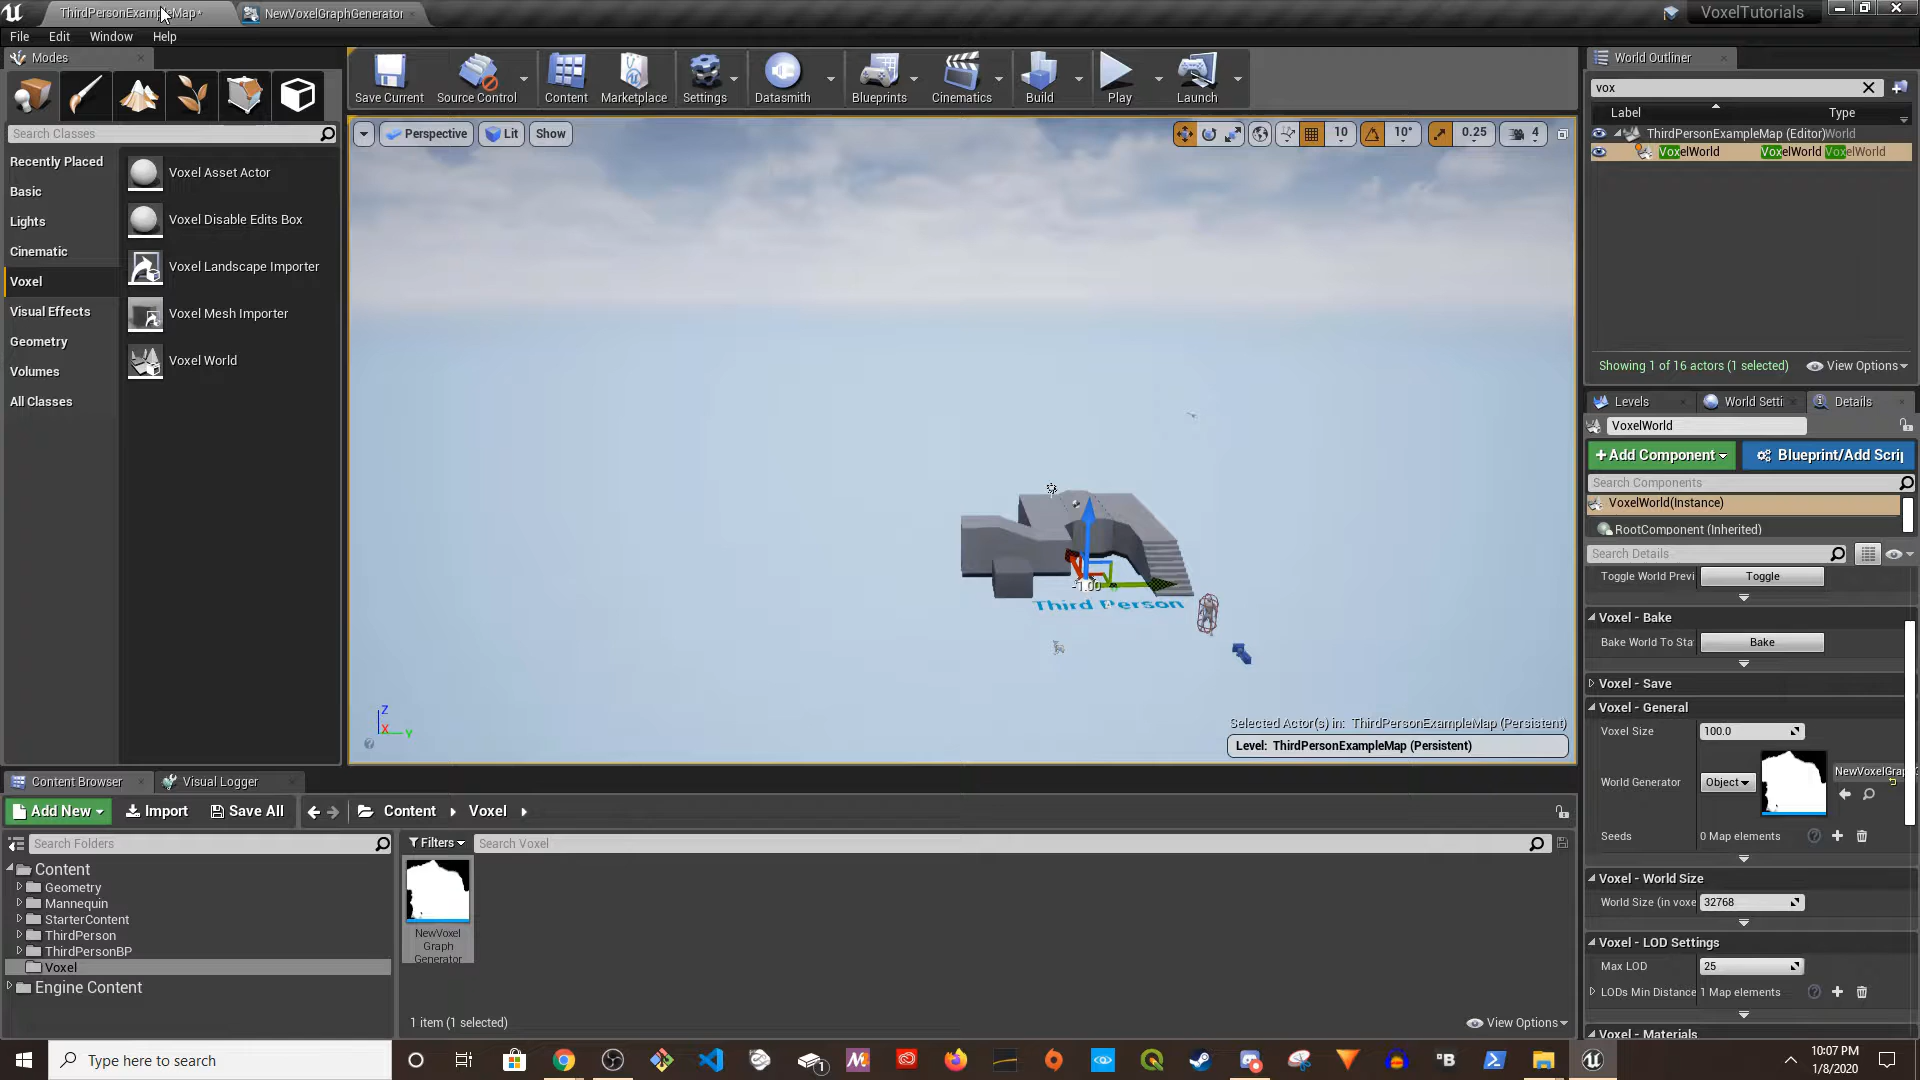 ThirdPersonExampleMap*
NewVoxelGraphGenerator
VoxelTutorials
File Edit Window Help
Modes
Save Current
Source Control
Content
Marketplace
Settings
Datasmith
Blueprints
Cinematics
Build
Play
Launch
Search Classes
Recently Placed
Basic
Lights
Cinematic
Voxel
Visual Effects
Geometry
Volumes
All Classes
Voxel Asset Actor
Voxel Disable Edits Box
Voxel Landscape Importer
Voxel Mesh Importer
Voxel World
Perspective Lit Show
10 10° 0.25 4
-1.00
Third Person
Z
X Y
Selected Actor(s) in: ThirdPersonExampleMap (Persistent)
Level: ThirdPersonExampleMap (Persistent)
World Outliner
vox
Label Type
ThirdPersonExampleMap (Editor) World
VoxelWorld VoxelWorld VoxelWorld
Showing 1 of 16 actors (1 selected) View Options
Levels World Setti Details
VoxelWorld
+Add Component Blueprint/Add Scri
Search Components
VoxelWorld(Instance)
RootComponent (Inherited)
Search Details
Toggle World Previ Toggle
Voxel - Bake
Bake World To Sta Bake
Voxel - Save
Voxel - General
Voxel Size 100.0
World Generator Object NewVoxelGrap
Seeds 0 Map elements
Voxel - World Size
World Size (in voxe 32768
Voxel - LOD Settings
Max LOD 25
LODs Min Distance 1 Map elements
Voxel - Materials
Content Browser Visual Logger
Add New Import Save All Content Voxel
Search Folders
Content
Geometry
Mannequin
StarterContent
ThirdPerson
ThirdPersonBP
Voxel
Engine Content
Filters Search Voxel
NewVoxel
Graph
Generator
1 item (1 selected) View Options
Type here to search
10:07 PM
1/8/2020